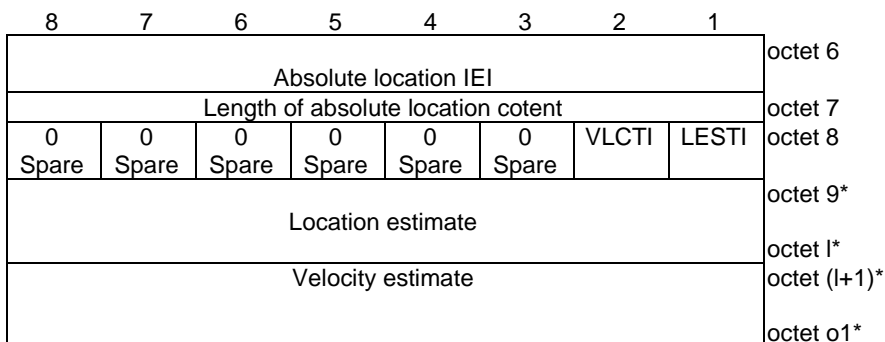 8 7 6 5 4 3 2 1
octet 6
Absolute location IEI
Length of absolute location cotent octet 7
0 0 0 0 0 0 VLCTI LESTI octet 8
Spare Spare Spare Spare Spare Spare
octet 9*
Location estimate
octet l*
Velocity estimate octet (l+1)*
octet o1*